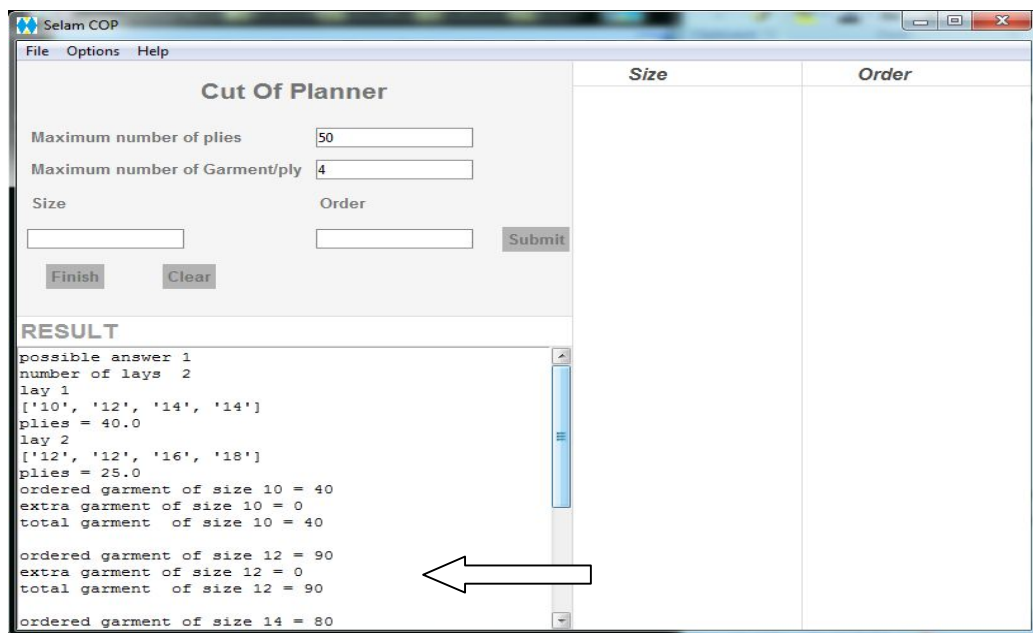 Selam COP
File Options Help
Cut Of Planner
Maximum number of plies 50
Maximum number of Garment/ply 4
Size Order
Submit
Finish Clear
Size Order
RESULT
possible answer 1
number of lays 2
lay 1
['10', '12', '14', '14']
plies = 40.0
lay 2
['12', '12', '16', '18']
plies = 25.0
ordered garment of size 10 = 40
extra garment of size 10 = 0
total garment of size 10 = 40
ordered garment of size 12 = 90
extra garment of size 12 = 0
total garment of size 12 = 90
ordered garment of size 14 = 80